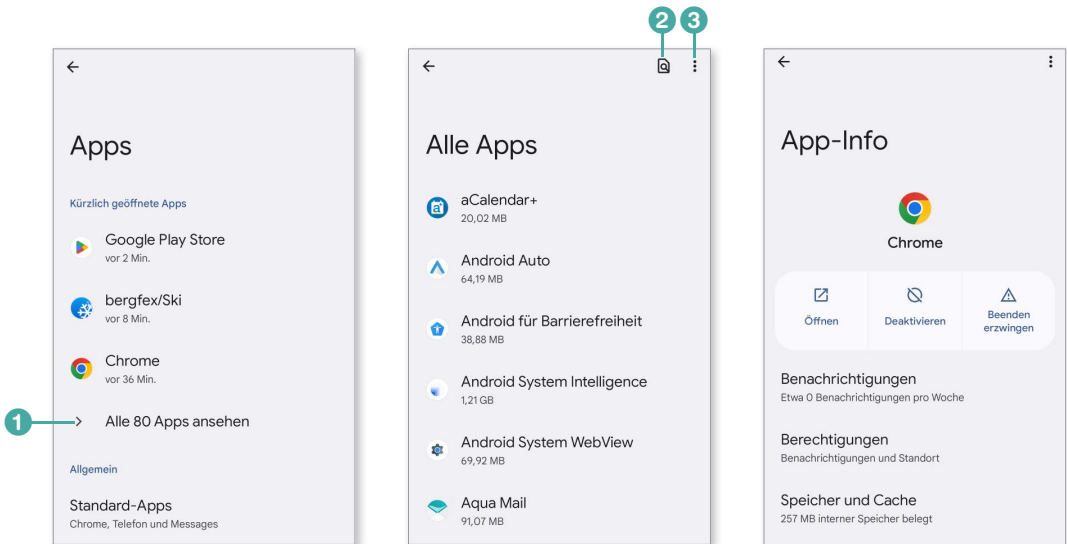 2 3
Apps
Kürzlich geöffnete Apps
Google Play Store
vor 2 Min.
bergfex/Ski
vor 8 Min.
Chrome
vor 36 Min.
1
Alle 80 Apps ansehen
Allgemein
Standard-Apps
Chrome, Telefon und Messages
Alle Apps
aCalendar+
20,02 MB
Android Auto
64,19 MB
Android für Barrierefreiheit
38,88 MB
Android System Intelligence
1,21 GB
Android System WebView
69,92 MB
Aqua Mail
91,07 MB
App-Info
Chrome
Öffnen
Deaktivieren
Beenden
erzwingen
Benachrichtigungen
Etwa 0 Benachrichtigungen pro Woche
Berechtigungen
Benachrichtigungen und Standort
Speicher und Cache
257 MB interner Speicher belegt